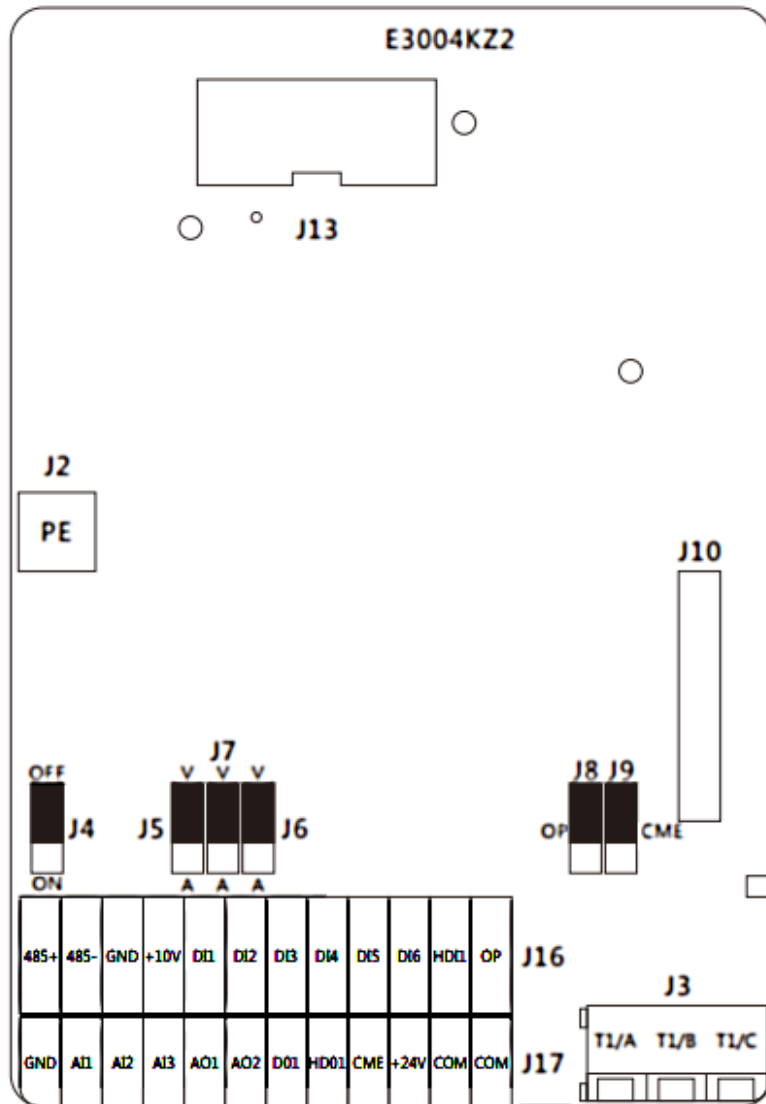 E3004KZ2
J13
J2
PE
J10
J7
J8 J9
OFF V V V
J4 J5 J6 OP CME
ON A A A
485+ 485- GND +10V DI1 DI2 DI3 DI4 DI5 DI6 HDI1 OP J16
J3
T1/A T1/B T1/C
GND AI1 AI2 AI3 AO1 AO2 D01 HD01 CME +24V COM COM J17